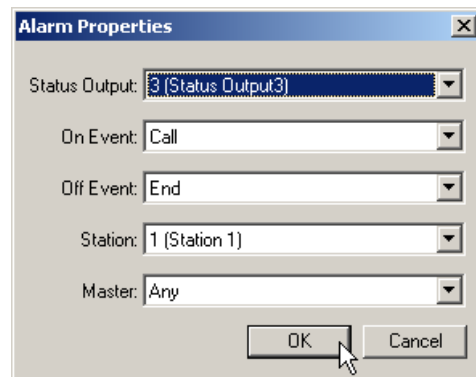 Alarm Properties
Status Output: 3 (Status Output3)
On Event: Call
Off Event: End
Station: 1 (Station 1)
Master: Any
OK Cancel